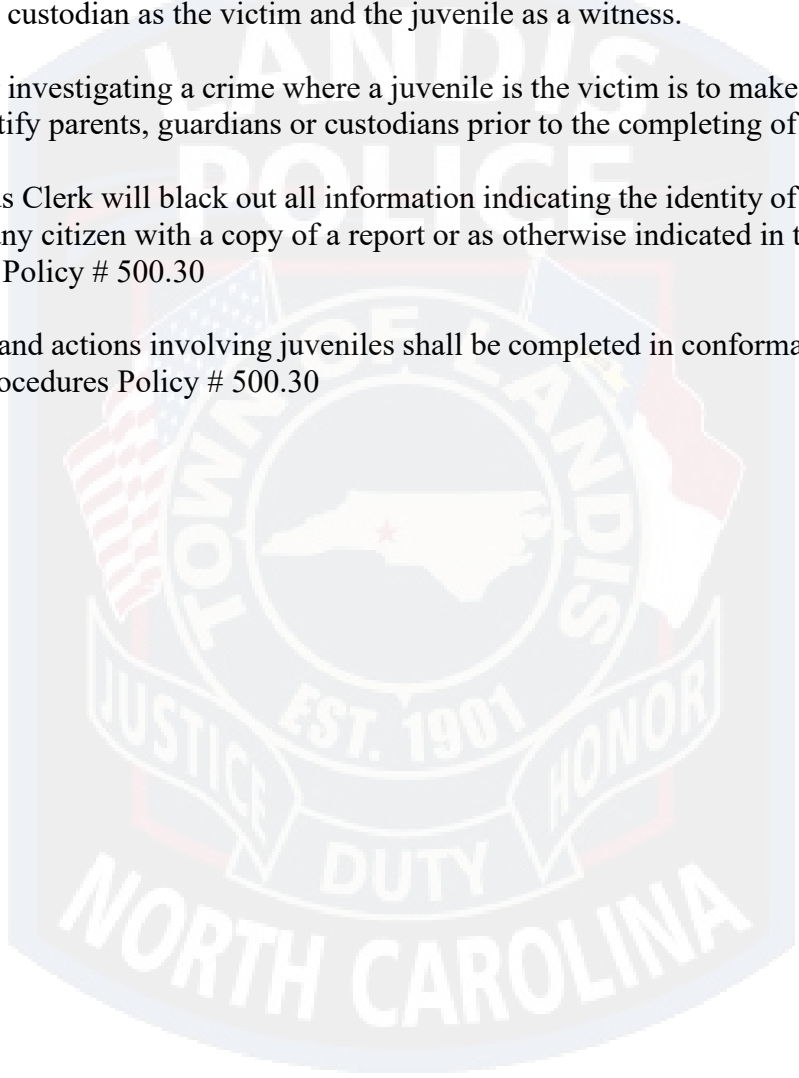 custodian as the victim and the juvenile as a witness.
investigating a crime where a juvenile is the victim is to make
tify parents, guardians or custodians prior to the completing of
s Clerk will black out all information indicating the identity of
ny citizen with a copy of a report or as otherwise indicated in t
Policy # 500.30
and actions involving juveniles shall be completed in conforma
ocedures Policy # 500.30
LANDIS
POLICE
TOWN OF LANDIS
EST. 1901
JUSTICE
DUTY
HONOR
NORTH CAROLINA